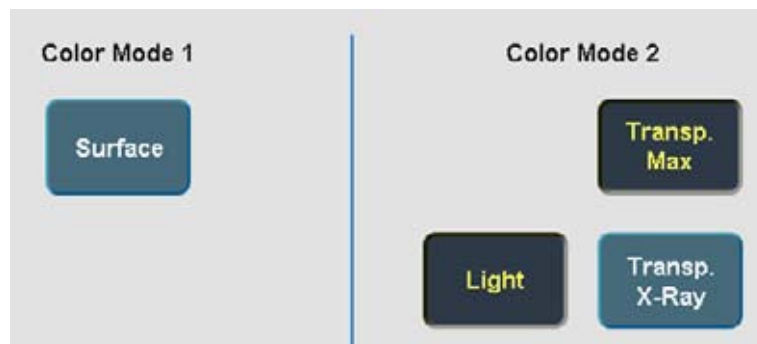 Color Mode 1
Color Mode 2
Surface
Transp.
Max
Light
Transp.
X-Ray